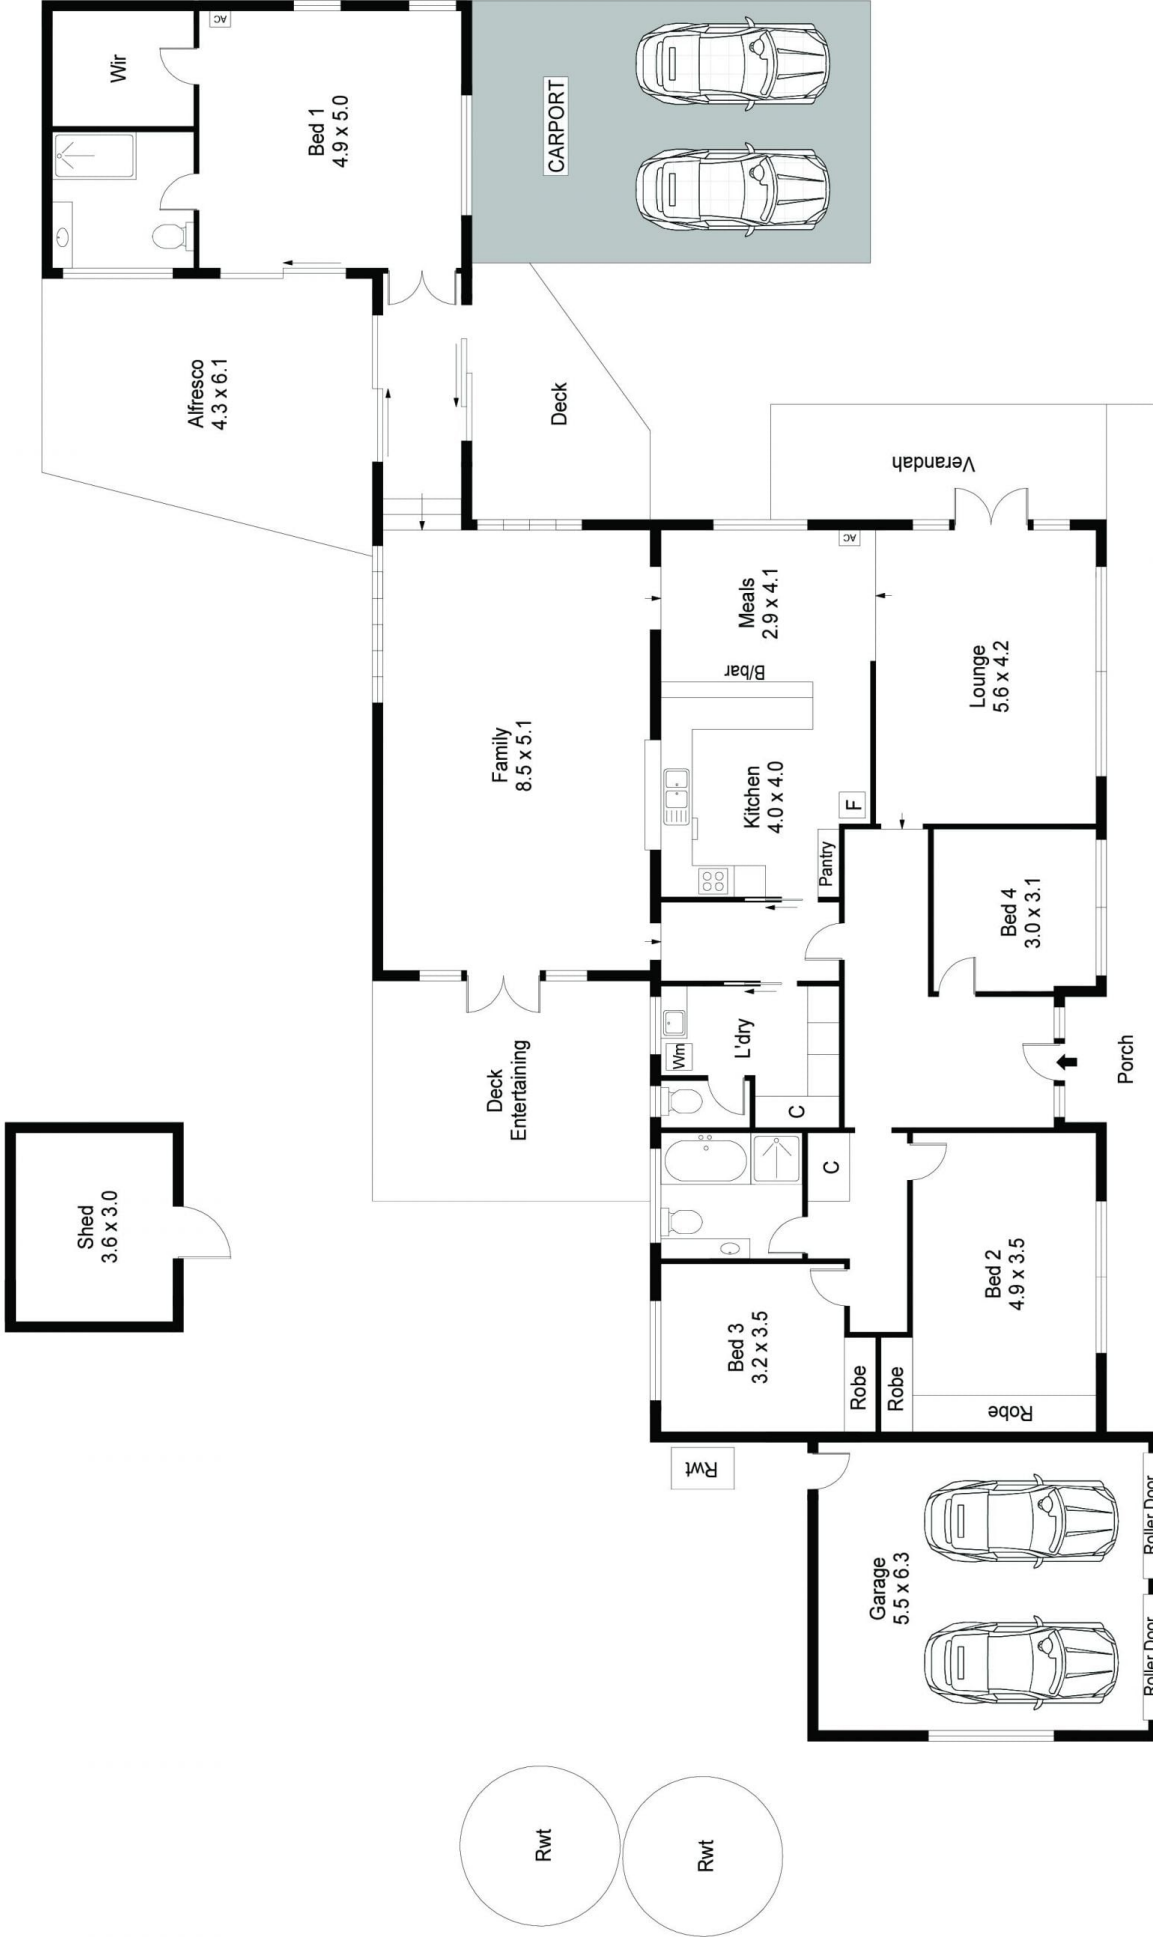 Shed
3.6 x 3.0
Wir
AC
Bed 1
4.9 x 5.0
CARPORT
Alfresco
4.3 x 6.1
Deck
Family
8.5 x 5.1
Deck
Entertaining
Verandah
Meals
2.9 x 4.1
AC
B/bar
Kitchen
4.0 x 4.0
F
Pantry
Lounge
5.6 x 4.2
Bed 4
3.0 x 3.1
Wm
L'dry
C
C
Porch
Bed 3
3.2 x 3.5
Robe
Robe
Bed 2
4.9 x 3.5
Robe
Rwt
Garage
5.5 x 6.3
Roller Door
Roller Door
Rwt
Rwt